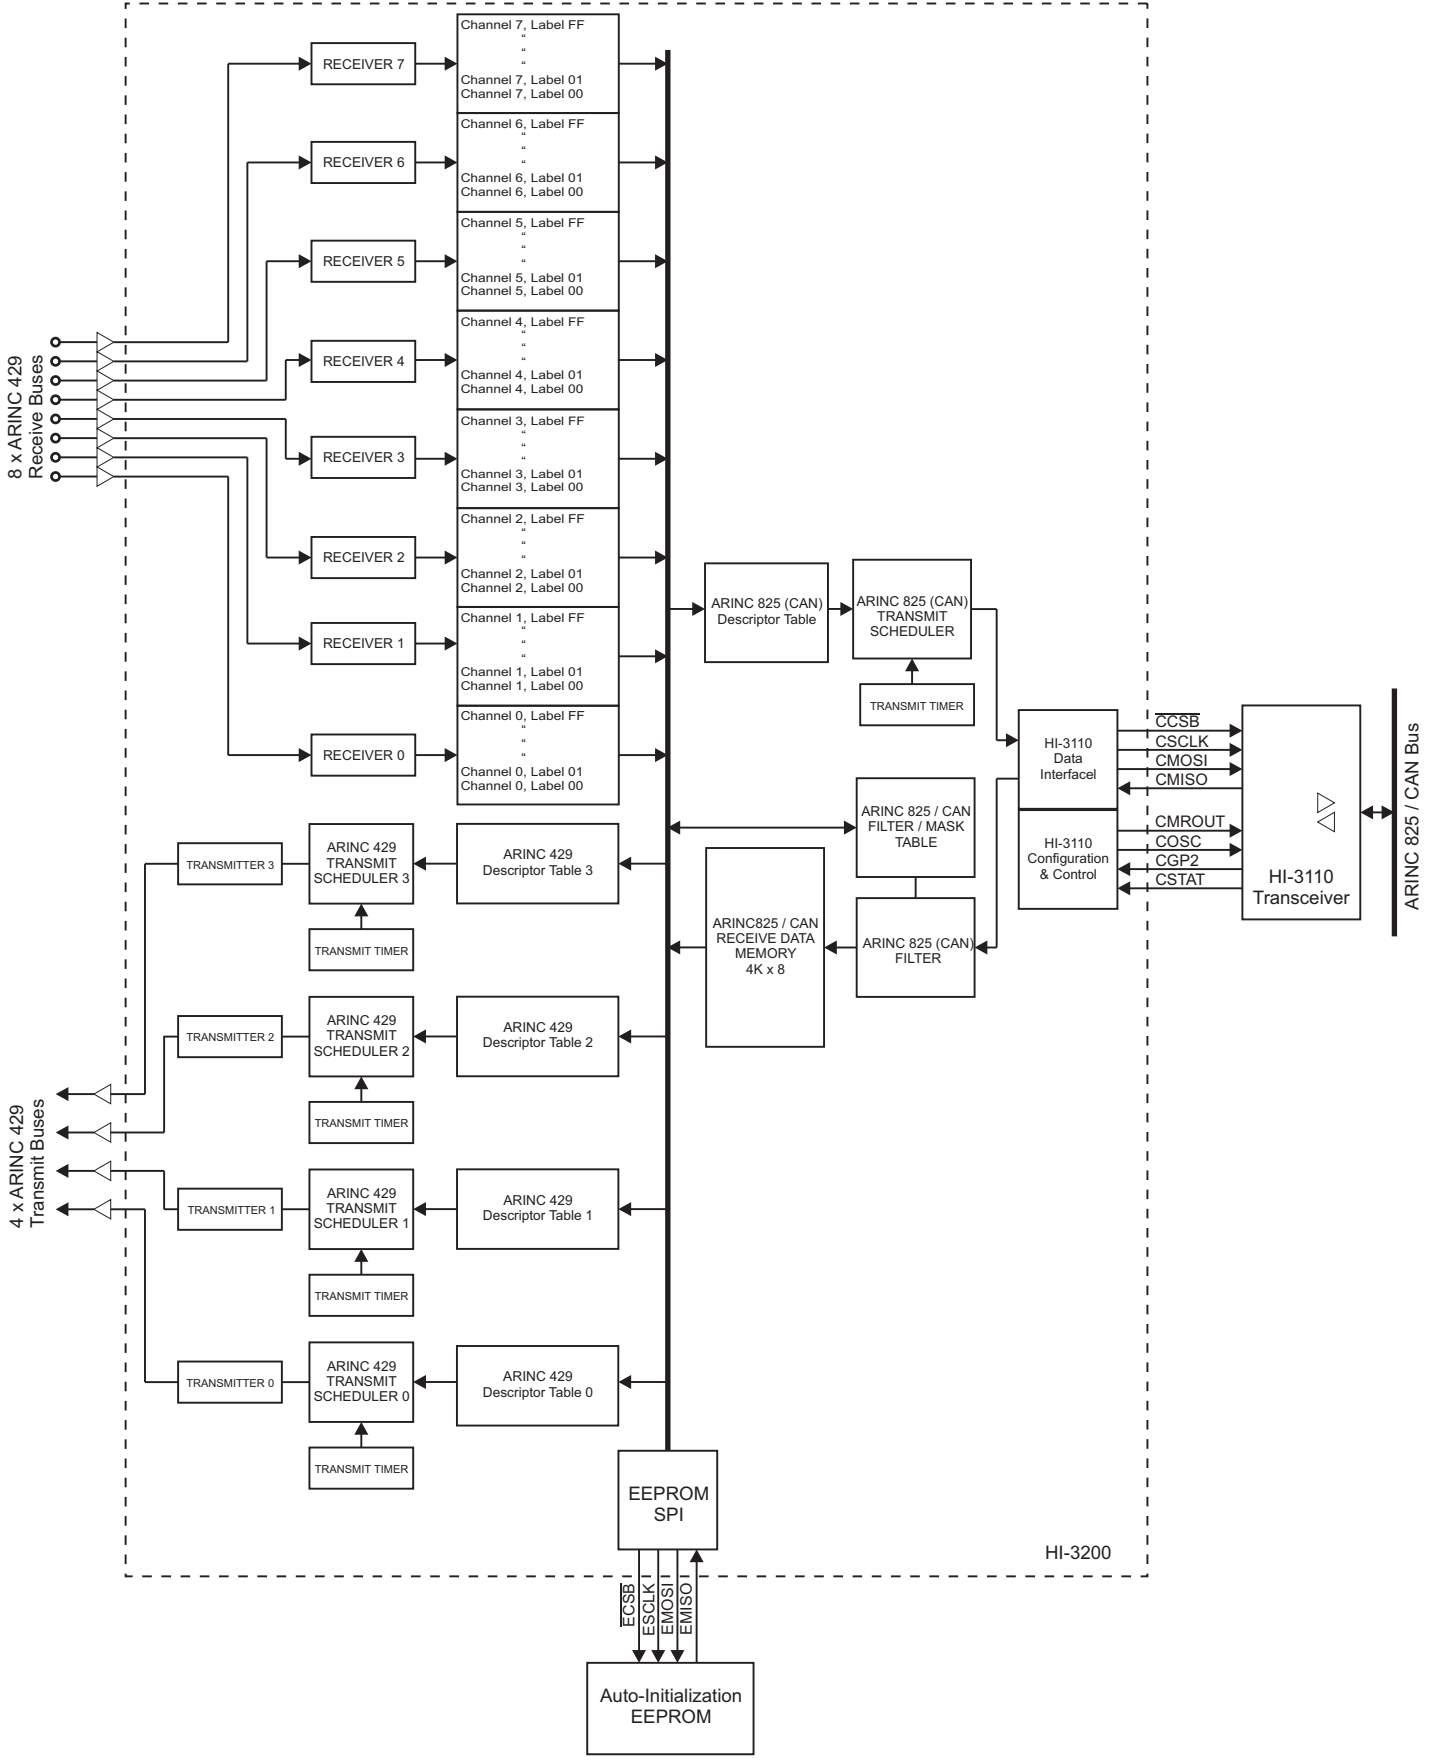 Channel 7, Label FF
“
“
“
Channel 7, Label 01
Channel 7, Label 00
RECEIVER 7
Channel 6, Label FF
“
“
“
Channel 6, Label 01
Channel 6, Label 00
RECEIVER 6
Channel 5, Label FF
“
“
“
Channel 5, Label 01
Channel 5, Label 00
RECEIVER 5
Channel 4, Label FF
“
“
“
Channel 4, Label 01
Channel 4, Label 00
RECEIVER 4
8 x ARINC 429
Receive Buses
Channel 3, Label FF
“
“
“
Channel 3, Label 01
Channel 3, Label 00
RECEIVER 3
Channel 2, Label FF
“
“
“
Channel 2, Label 01
Channel 2, Label 00
RECEIVER 2
Channel 1, Label FF
“
“
“
Channel 1, Label 01
Channel 1, Label 00
RECEIVER 1
Channel 0, Label FF
“
“
“
Channel 0, Label 01
Channel 0, Label 00
RECEIVER 0
ARINC 825 (CAN)
Descriptor Table
ARINC 825 (CAN)
TRANSMIT
SCHEDULER
TRANSMIT TIMER
HI-3110
Data
Interfacel
CCSB
CSCLK
CMOSI
CMISO
HI-3110
Configuration
& Control
CMROUT
COSC
CGP2
CSTAT
HI-3110
Transceiver
ARINC 825 / CAN Bus
ARINC 825 / CAN
FILTER / MASK
TABLE
ARINC825 / CAN
RECEIVE DATA
MEMORY
4K x 8
ARINC 825 (CAN)
FILTER
TRANSMITTER 3
ARINC 429
TRANSMIT
SCHEDULER 3
ARINC 429
Descriptor Table 3
TRANSMIT TIMER
TRANSMITTER 2
ARINC 429
TRANSMIT
SCHEDULER 2
ARINC 429
Descriptor Table 2
TRANSMIT TIMER
4 x ARINC 429
Transmit Buses
TRANSMITTER 1
ARINC 429
TRANSMIT
SCHEDULER 1
ARINC 429
Descriptor Table 1
TRANSMIT TIMER
TRANSMITTER 0
ARINC 429
TRANSMIT
SCHEDULER 0
ARINC 429
Descriptor Table 0
TRANSMIT TIMER
EEPROM
SPI
HI-3200
ECSB
ESCLK
EMOSI
EMISO
Auto-Initialization
EEPROM